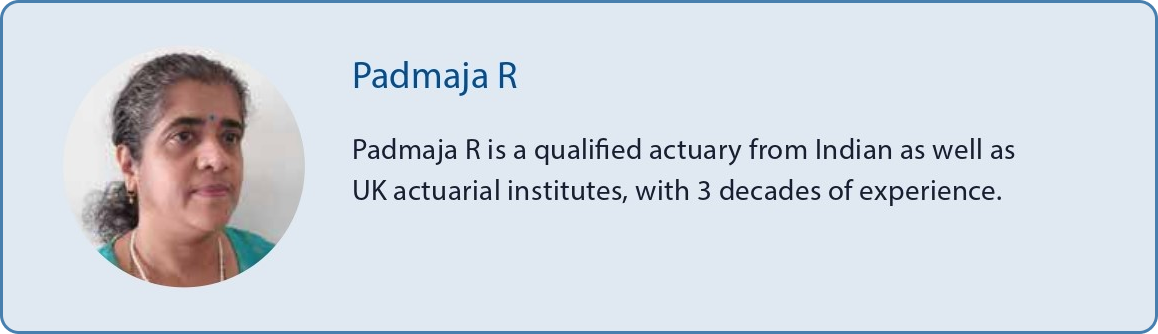 Padmaja R
Padmaja R is a qualified actuary from Indian as well as
UK actuarial institutes, with 3 decades of experience.